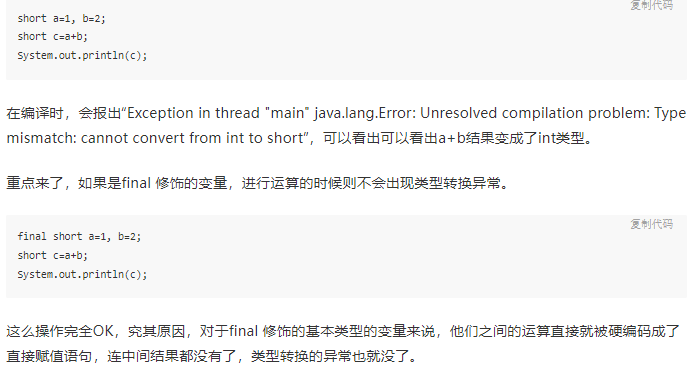 复制代码
short a=1, b=2;
short c=a+b;
System.out.println(c);
在编译时，会报出“Exception in thread "main" java.lang.Error: Unresolved compilation problem: Type
mismatch: cannot convert from int to short”，可以看出可以看出a+b结果变成了int类型。
重点来了，如果是final 修饰的变量，进行运算的时候则不会出现类型转换异常。
复制代码
final short a=1, b=2;
short c=a+b;
System.out.println(c);
这么操作完全OK，究其原因，对于final 修饰的基本类型的变量来说，他们之间的运算直接就被硬编码成了
直接赋值语句，连中间结果都没有了，类型转换的异常也就没了。